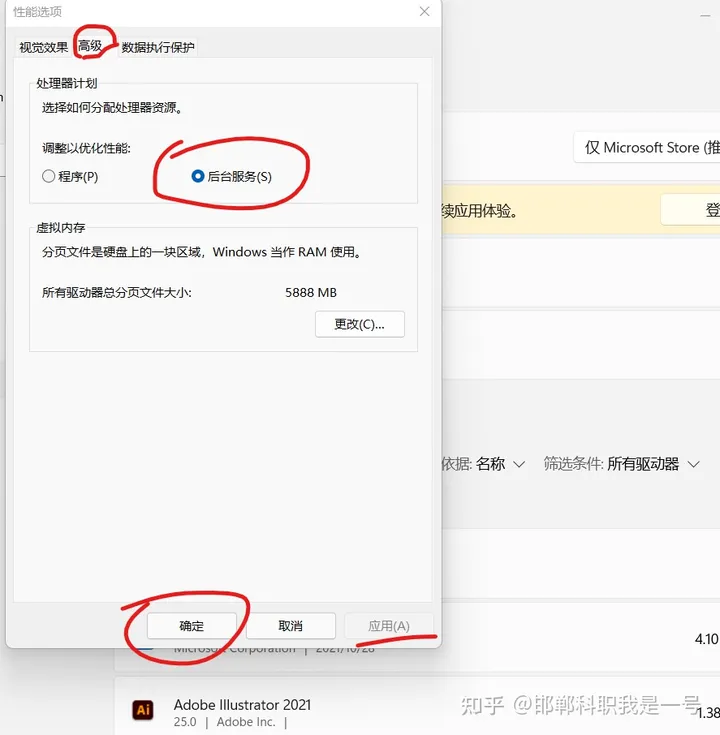 性能选项
视觉效果 高级 数据执行保护
处理器计划
选择如何分配处理器资源。
仅 Microsoft Store (推
调整以优化性能:
程序(P) 后台服务(S)
续应用体验。
登
虚拟内存
分页文件是硬盘上的一块区域，Windows 当作 RAM 使用。
所有驱动器总分页文件大小: 5888 MB
更改(C)...
依据: 名称 筛选条件: 所有驱动器
确定 取消 应用(A)
Microsoft Corporation | 2021/10/28
4.10
Adobe Illustrator 2021
25.0 | Adobe Inc. |
1.38
知乎 @邯郸科职我是一号